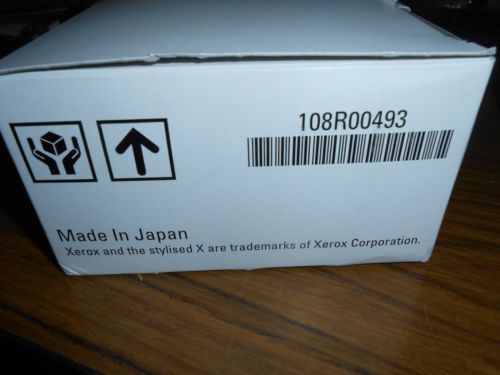 108R00493
Made In Japan
Xerox and the stylised X are trademarks of Xerox Corporation.